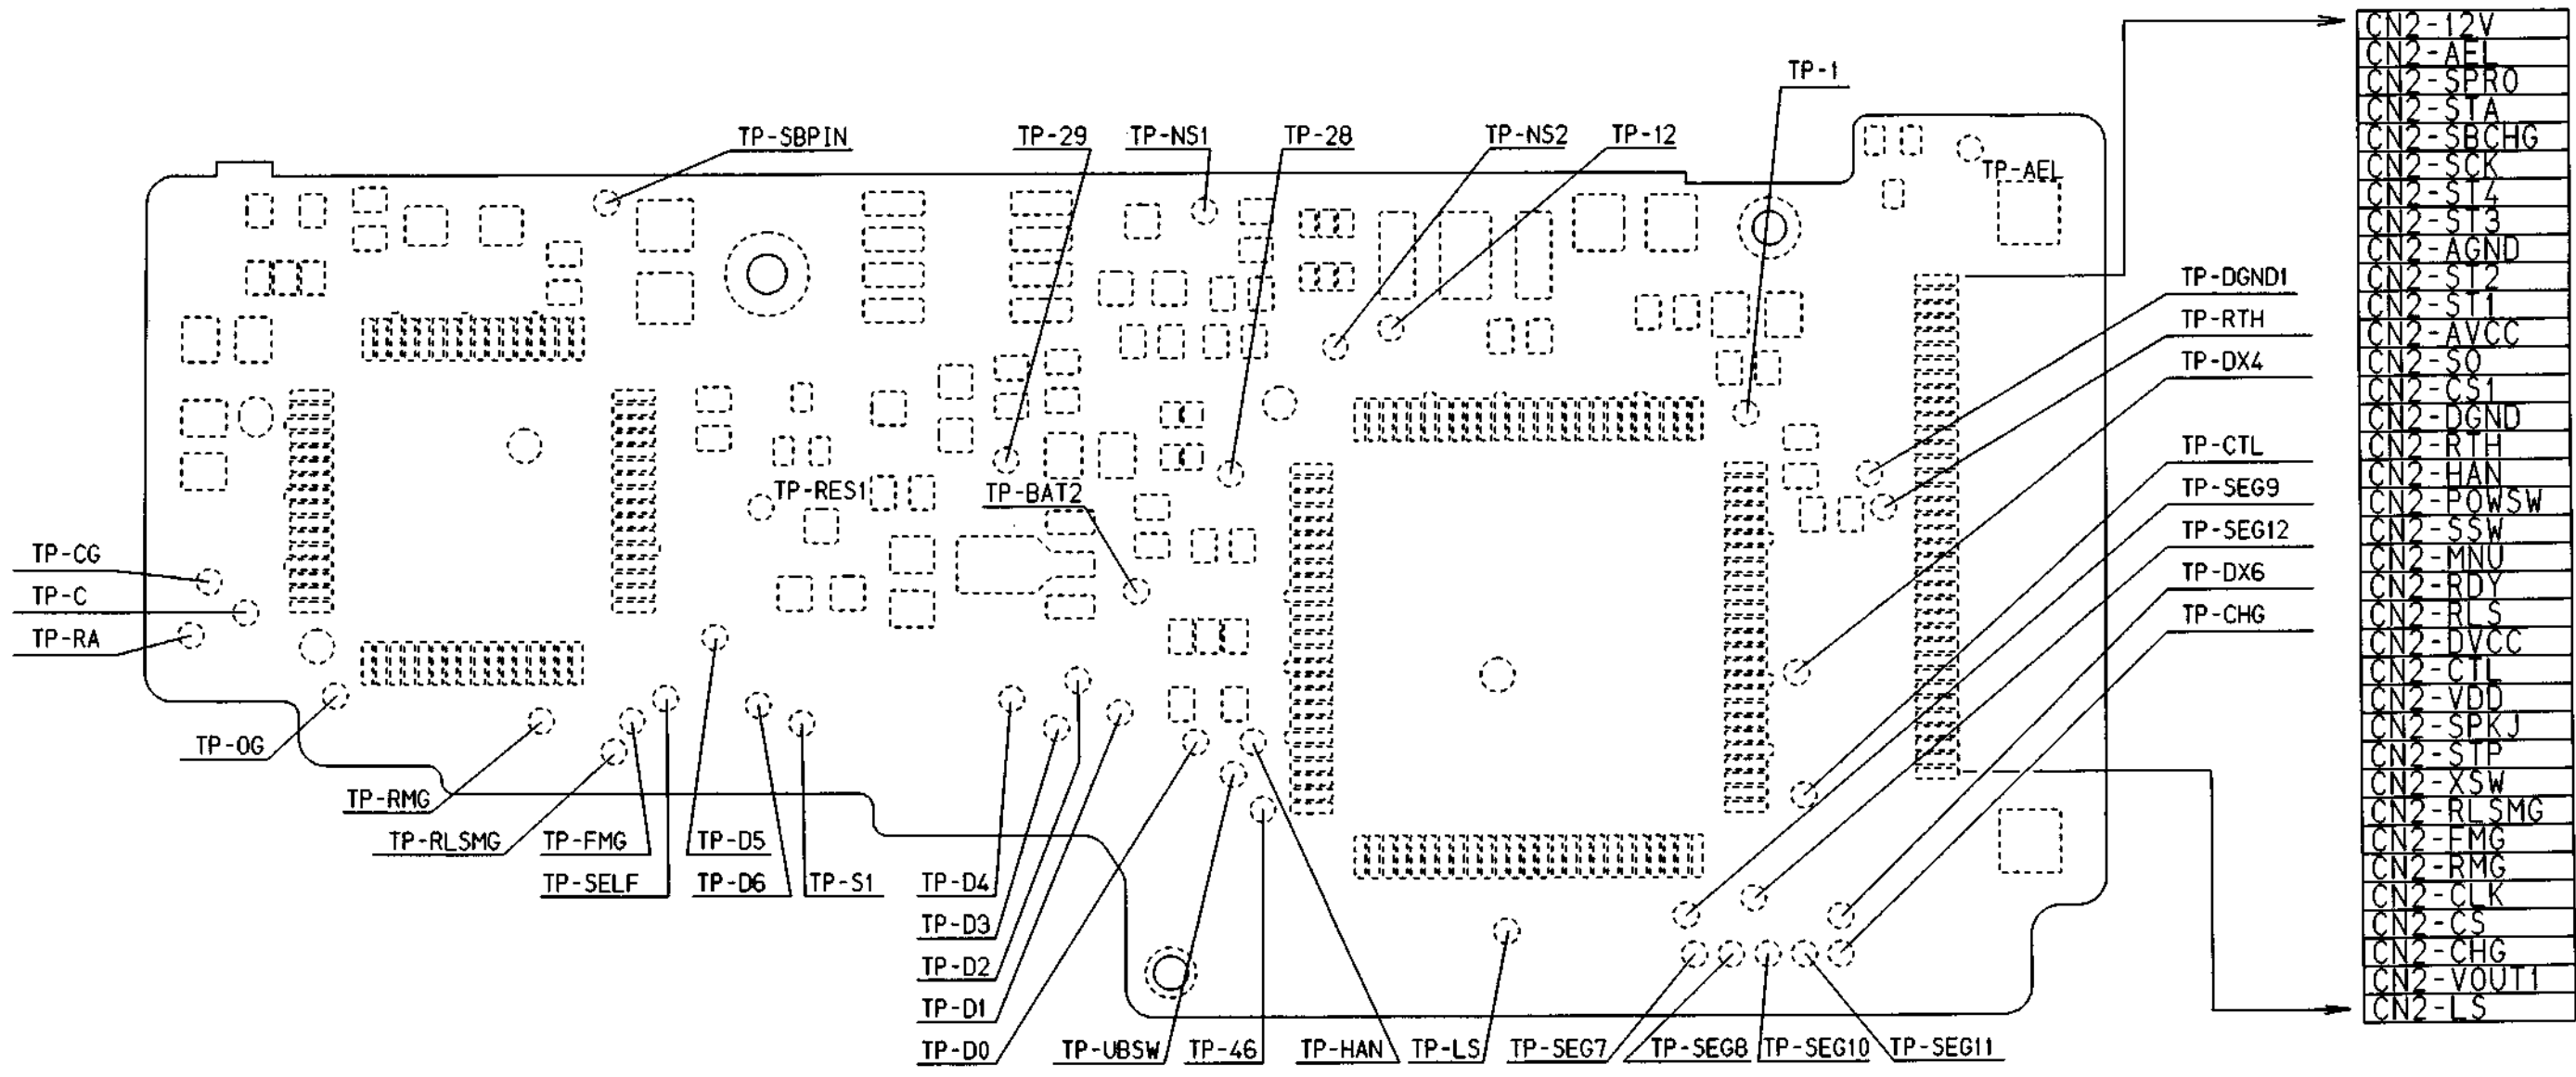 TP-1
TP-SBPIN
TP-29
TP-NS1
TP-28
TP-NS2
TP-12
TP-AEL
TP-DGND1
TP-RTH
TP-DX4
TP-CTL
TP-SEG9
TP-SEG12
TP-DX6
TP-CHG
TP-RES1
TP-BAT2
TP-CG
TP-C
TP-RA
TP-OG
TP-RMG
TP-RLSMG
TP-FMG
TP-SELF
TP-D5
TP-D6
TP-S1
TP-D4
TP-D3
TP-D2
TP-D1
TP-D0
TP-UBSW
TP-46
TP-HAN
TP-LS
TP-SEG7
TP-SEG8
TP-SEG10
TP-SEG11
CN2-12V
CN2-AEL
CN2-SPRO
CN2-STA
CN2-SBCHG
CN2-SCK
CN2-ST4
CN2-ST3
CN2-AGND
CN2-ST2
CN2-ST1
CN2-AVCC
CN2-SO
CN2-CS1
CN2-DGND
CN2-RTH
CN2-HAN
CN2-POWSW
CN2-SSW
CN2-MNU
CN2-RDY
CN2-RLS
CN2-DVCC
CN2-CTL
CN2-VDD
CN2-SPKJ
CN2-STP
CN2-XSW
CN2-RLSMG
CN2-FMG
CN2-RMG
CN2-CLK
CN2-CS
CN2-CHG
CN2-VOUT1
CN2-LS